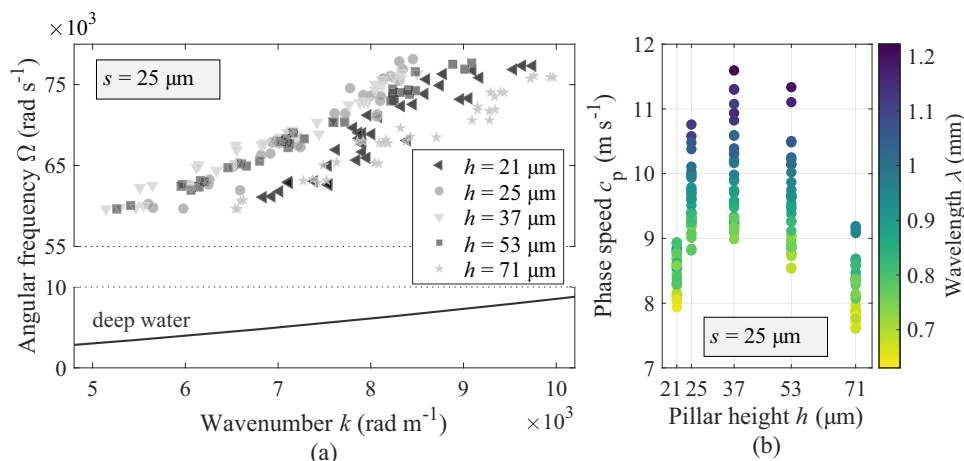 × 10³
Angular frequency Ω (rad s⁻¹)
75
65
55
10
5
0
s = 25 μm
h = 21 μm
h = 25 μm
h = 37 μm
h = 53 μm
h = 71 μm
deep water
5 6 7 8 9 10
Wavenumber k (rad m⁻¹) × 10³
(a)
Phase speed cₚ (m s⁻¹)
12
11
10
9
8
7
s = 25 μm
21 25 37 53 71
Pillar height h (μm)
(b)
1.2
1.1
1
0.9
0.8
0.7
Wavelength λ (mm)